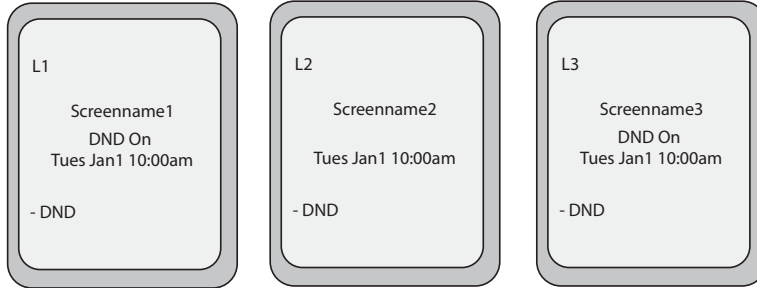 L1
Screenname1
DND On
Tues Jan1 10:00am
- DND
L2
Screenname2
Tues Jan1 10:00am
- DND
L3
Screenname3
DND On
Tues Jan1 10:00am
- DND